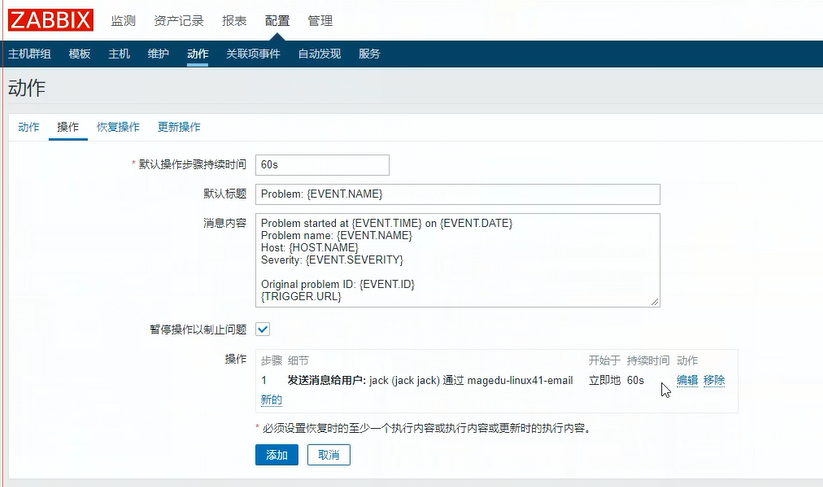 ZABBIX 监测 资产记录 报表 配置 管理
主机群组 模板 主机 维护 动作 关联项事件 自动发现 服务
动作
动作 操作 恢复操作 更新操作
* 默认操作步骤持续时间 60s
默认标题 Problem: {EVENT.NAME}
消息内容 Problem started at {EVENT.TIME} on {EVENT.DATE}
Problem name: {EVENT.NAME}
Host: {HOST.NAME}
Severity: {EVENT.SEVERITY}
Original problem ID: {EVENT.ID}
{TRIGGER.URL}
暂停操作以制止问题
操作 步骤 细节 开始于 持续时间 动作
1 发送消息给用户: jack (jack jack) 通过 magedu-linux41-email 立即地 60s 编辑 移除
新的
* 必须设置恢复时的至少一个执行内容或执行内容或更新时的执行内容。
添加 取消